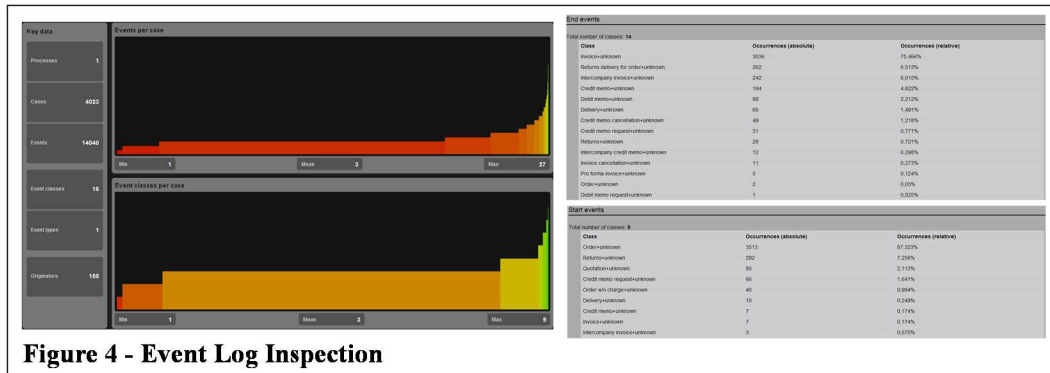 Key data
Processes 1
Cases 4023
Events 14040
Event classes 16
Event types 1
Originators 155
Events per case
Min 1 Mean 3 Max 27
Event classes per case
Min 1 Mean 3 Max 9
End events
Total number of classes: 14
Class Occurrences (absolute) Occurrences (relative)
Invoice+unknown 3036 75,466%
Returns delivery for order+unknown 262 6,513%
Intercompany invoice+unknown 242 6,015%
Credit memo+unknown 194 4,822%
Debit memo+unknown 89 2,212%
Delivery+unknown 60 1,491%
Credit memo cancellation+unknown 49 1,218%
Credit memo request+unknown 31 0,771%
Returns+unknown 29 0,721%
Intercompany credit memo+unknown 12 0,298%
Invoice cancellation+unknown 11 0,273%
Pro forma invoice+unknown 5 0,124%
Order+unknown 2 0,05%
Debit memo request+unknown 1 0,025%
Start events
Total number of classes: 9
Class Occurrences (absolute) Occurrences (relative)
Order+unknown 3513 87,323%
Returns+unknown 292 7,258%
Quotation+unknown 85 2,113%
Credit memo request+unknown 66 1,641%
Order w/o charge+unknown 40 0,994%
Delivery+unknown 10 0,249%
Credit memo+unknown 7 0,174%
Invoice+unknown 7 0,174%
Intercompany invoice+unknown 3 0,075%
Figure 4 - Event Log Inspection